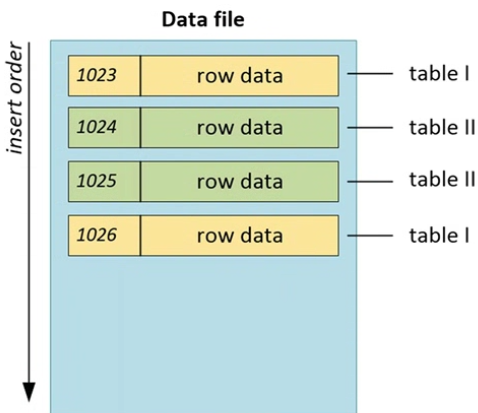 Data file
insert order
1023 row data table I
1024 row data table II
1025 row data table II
1026 row data table I